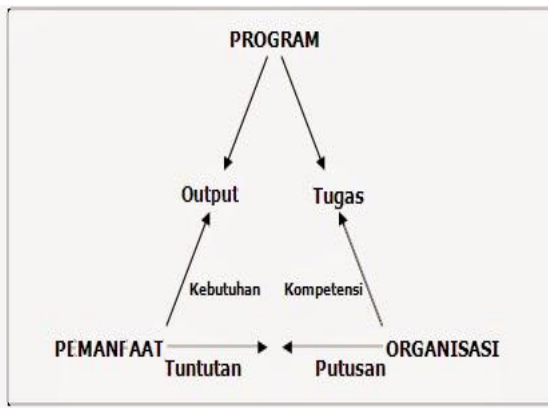 PROGRAM
Output Tugas
Kebutuhan Kompetensi
PEMANFAAT ORGANISASI
Tuntutan Putusan